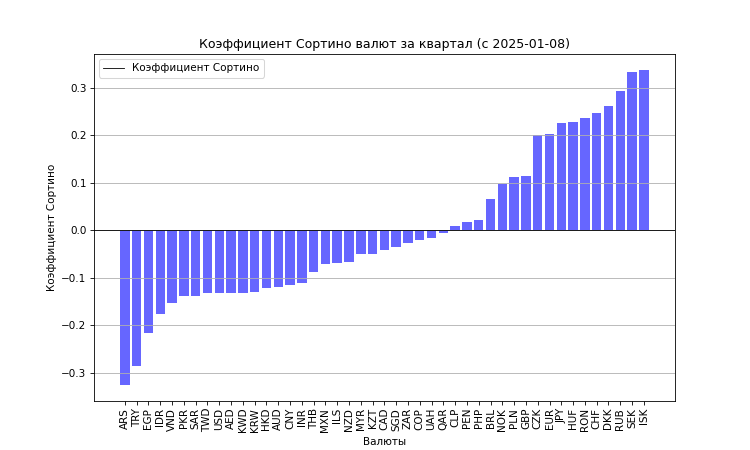 Коэффициент Сортино валют за квартал (с 2025-01-08)
Коэффициент Сортино
Коэффициент Сортино
0.3
0.2
0.1
0.0
−0.1
−0.2
−0.3
ARS TRY EGP IDR VND PKR SAR TWD USD AED KWD KRW HKD AUD CNY INR THB MXN ILS NZD MYR KZT CAD SGD ZAR COP UAH QAR CLP PEN PHP BRL NOK PLN GBP CZK EUR JPY HUF RON CHF DKK RUB SEK ISK
Валюты